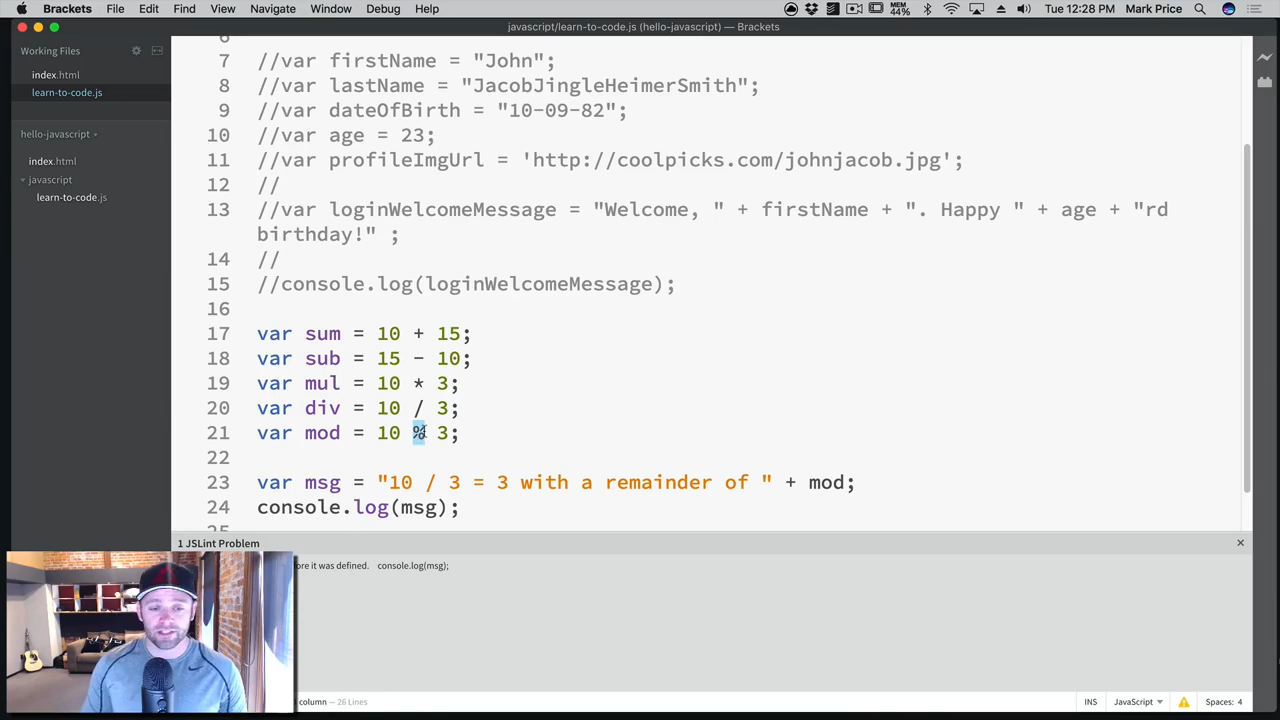 Brackets File Edit Find View Navigate Window Debug Help
MEM 44% Tue 12:28 PM Mark Price
javascript/learn-to-code.js (hello-javascript) — Brackets
Working Files
index.html
learn-to-code.js
hello-javascript
index.html
javascript
learn-to-code.js
7 //var firstName = "John";
8 //var lastName = "JacobJingleHeimerSmith";
9 //var dateOfBirth = "10-09-82";
10 //var age = 23;
11 //var profileImgUrl = 'http://coolpicks.com/johnjacob.jpg';
12 //
13 //var loginWelcomeMessage = "Welcome, " + firstName + ". Happy " + age + "rd
birthday!" ;
14 //
15 //console.log(loginWelcomeMessage);
16
17 var sum = 10 + 15;
18 var sub = 15 - 10;
19 var mul = 10 * 3;
20 var div = 10 / 3;
21 var mod = 10 % 3;
22
23 var msg = "10 / 3 = 3 with a remainder of " + mod;
24 console.log(msg);
1 JSLint Problem
ore it was defined. console.log(msg);
column — 26 Lines
INS JavaScript Spaces: 4